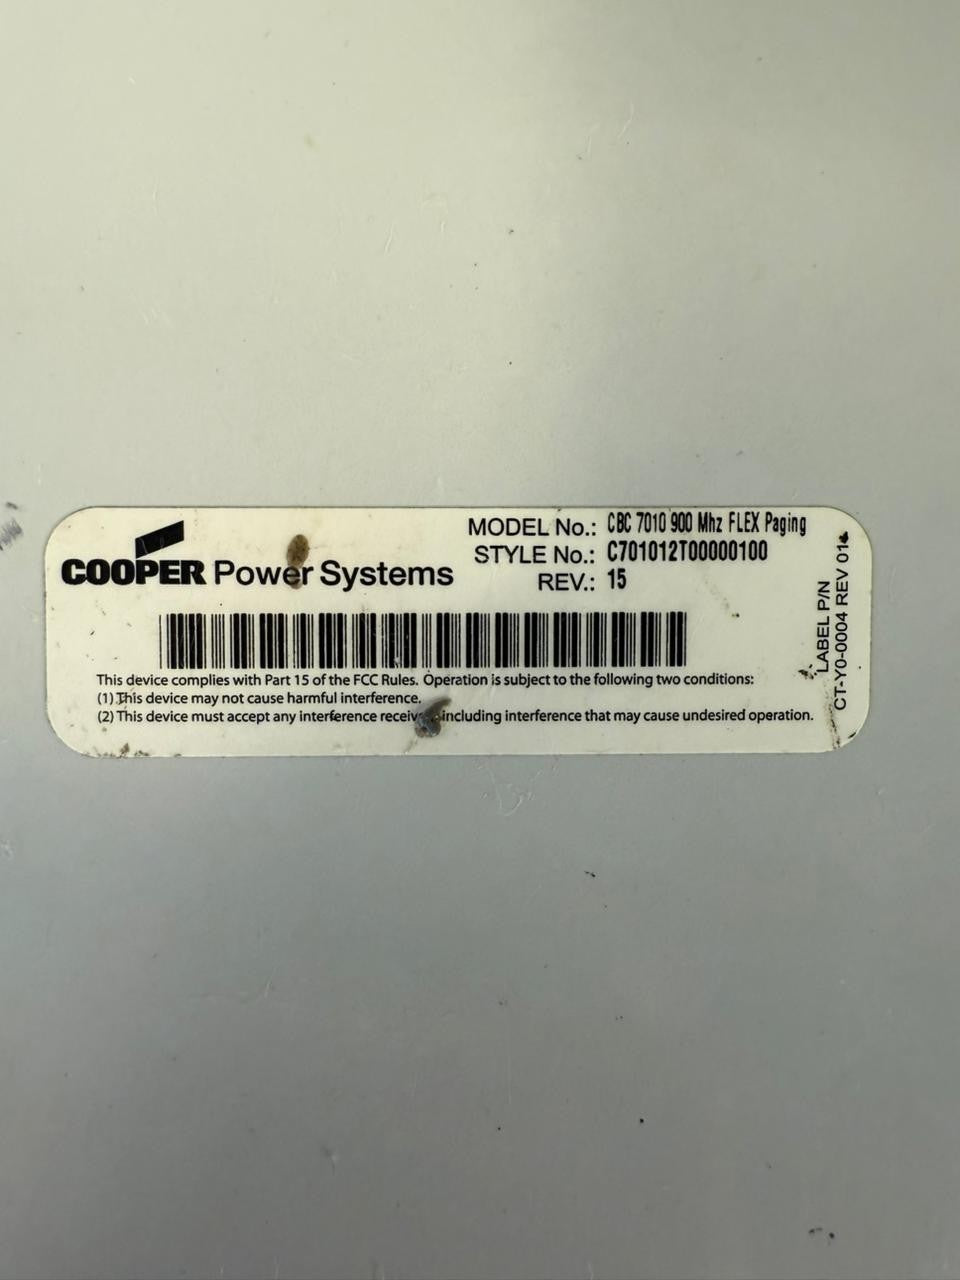 COOPER Power Systems
MODEL No.: CBC 7010 900 Mhz FLEX Paging
STYLE No.: C701012T00000100
REV.: 15
This device complies with Part 15 of the FCC Rules. Operation is subject to the following two conditions:
(1) This device may not cause harmful interference.
(2) This device must accept any interference including interference that may cause undesired operation.
LABEL P/N
CT-Y0-0004 REV 01